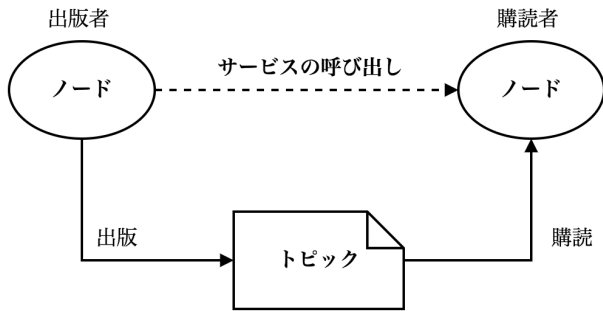 出版者
購読者
ノード
サービスの呼び出し
ノード
出版
購読
トピック